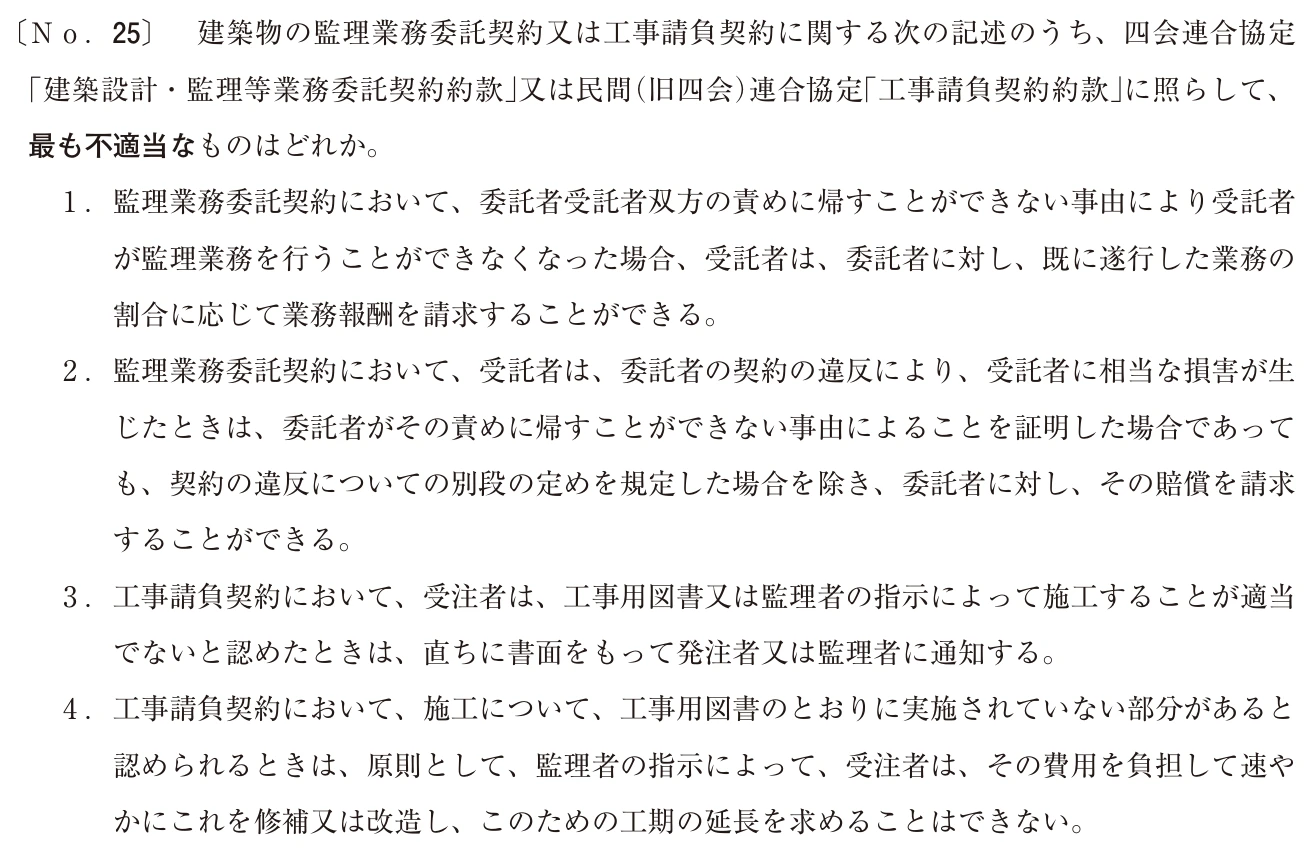 〔No. 25〕 建築物の監理業務委託契約又は工事請負契約に関する次の記述のうち、四会連合協定
「建築設計・監理等業務委託契約約款」又は民間(旧四会)連合協定「工事請負契約約款」に照らして、
最も不適当なものはどれか。
1. 監理業務委託契約において、委託者受託者双方の責めに帰すことができない事由により受託者
が監理業務を行うことができなくなった場合、受託者は、委託者に対し、既に遂行した業務の
割合に応じて業務報酬を請求することができる。
2. 監理業務委託契約において、受託者は、委託者の契約の違反により、受託者に相当な損害が生
じたときは、委託者がその責めに帰すことができない事由によることを証明した場合であって
も、契約の違反についての別段の定めを規定した場合を除き、委託者に対し、その賠償を請求
することができる。
3. 工事請負契約において、受注者は、工事用図書又は監理者の指示によって施工することが適当
でないと認めたときは、直ちに書面をもって発注者又は監理者に通知する。
4. 工事請負契約において、施工について、工事用図書のとおりに実施されていない部分があると
認められるときは、原則として、監理者の指示によって、受注者は、その費用を負担して速や
かにこれを修補又は改造し、このための工期の延長を求めることはできない。